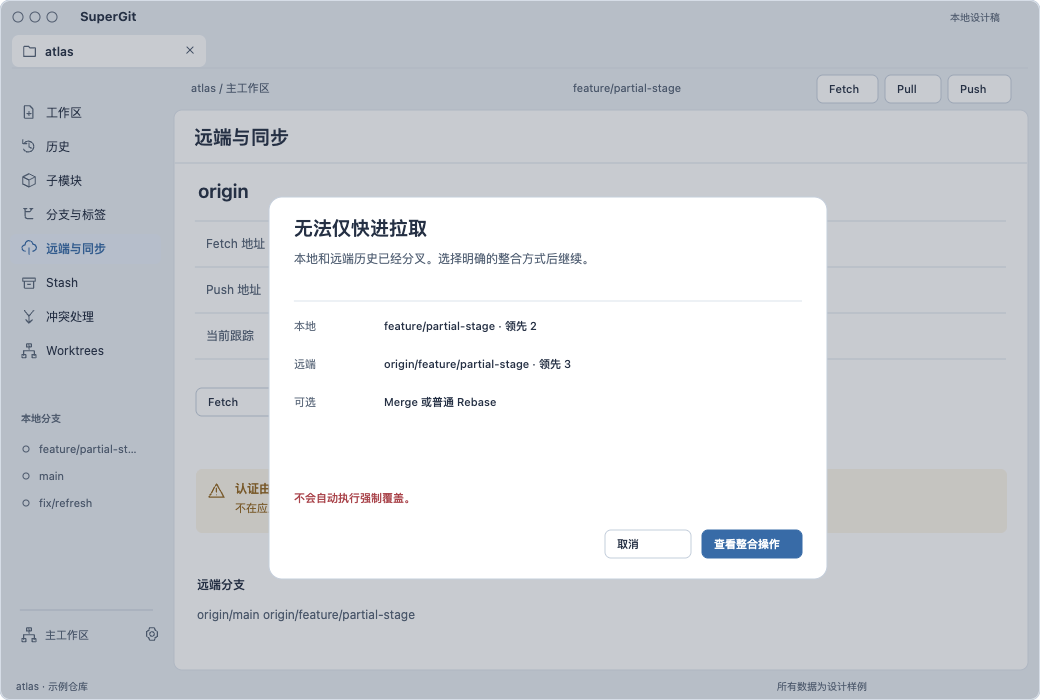 SuperGit
本地设计稿
atlas
atlas / 主工作区
feature/partial-stage
Fetch
Pull
Push
工作区
历史
子模块
分支与标签
远端与同步
Stash
冲突处理
Worktrees
本地分支
feature/partial-st...
main
fix/refresh
主工作区
远端与同步
origin
Fetch 地址
Push 地址
当前跟踪
Fetch
认证由
不在应
远端分支
origin/main origin/feature/partial-stage
无法仅快进拉取
本地和远端历史已经分叉。选择明确的整合方式后继续。
本地 feature/partial-stage · 领先 2
远端 origin/feature/partial-stage · 领先 3
可选 Merge 或普通 Rebase
不会自动执行强制覆盖。
取消
查看整合操作
atlas · 示例仓库
所有数据为设计样例